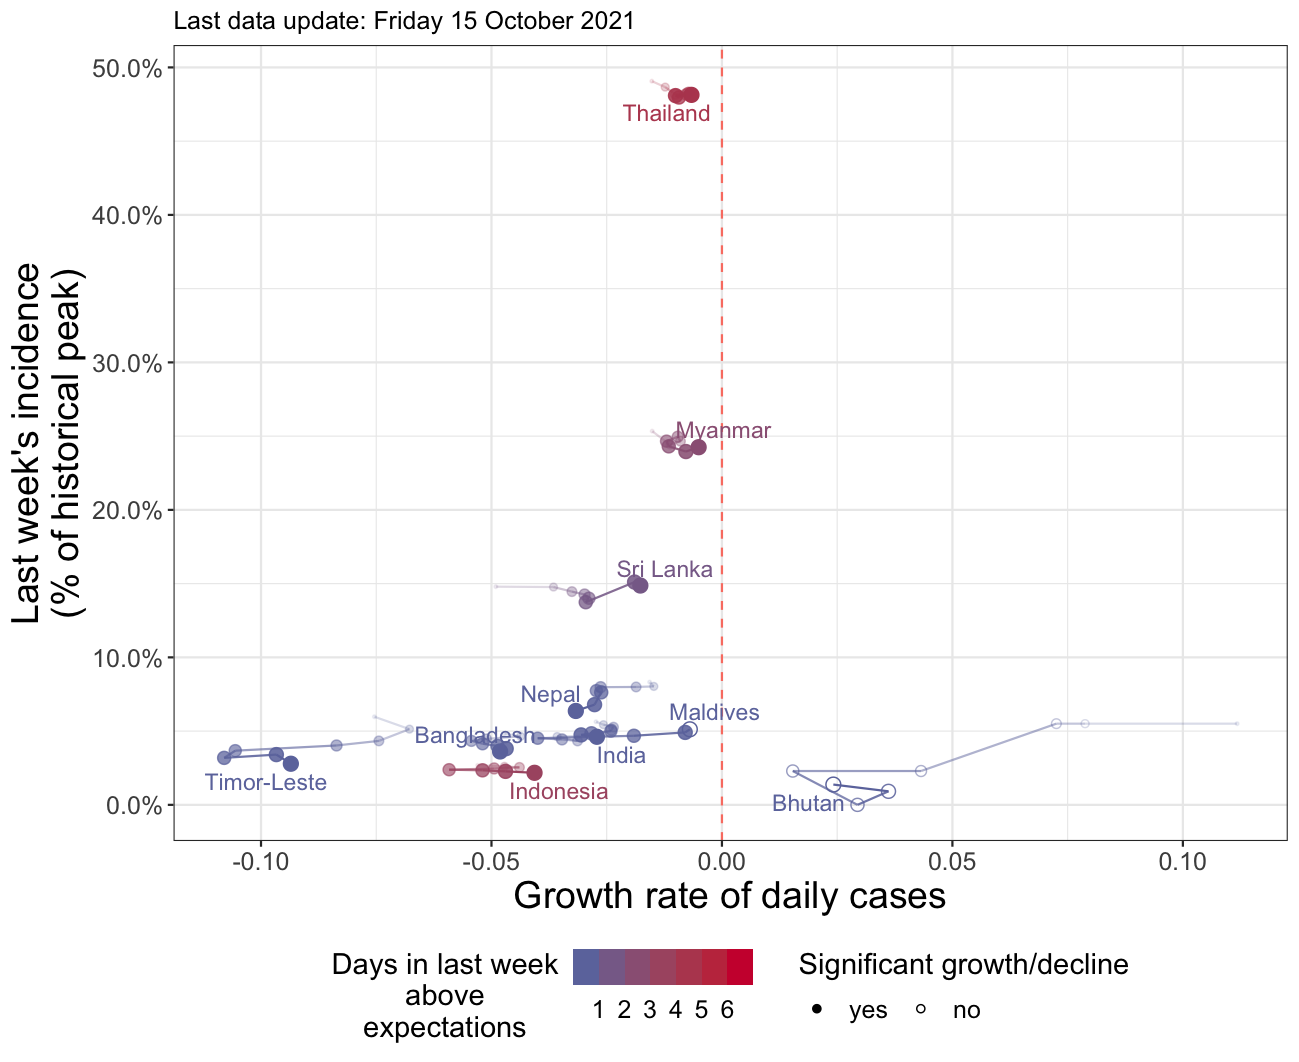 Last data update: Friday 15 October 2021
50.0%
40.0%
30.0%
20.0%
10.0%
0.0%
Last week's incidence
(% of historical peak)
Thailand
Myanmar
Sri Lanka
Nepal
Maldives
Bangladesh
India
Timor-Leste
Indonesia
Bhutan
-0.10
-0.05
0.00
0.05
0.10
Growth rate of daily cases
Days in last week
above
expectations
1 2 3 4 5 6
Significant growth/decline
yes no